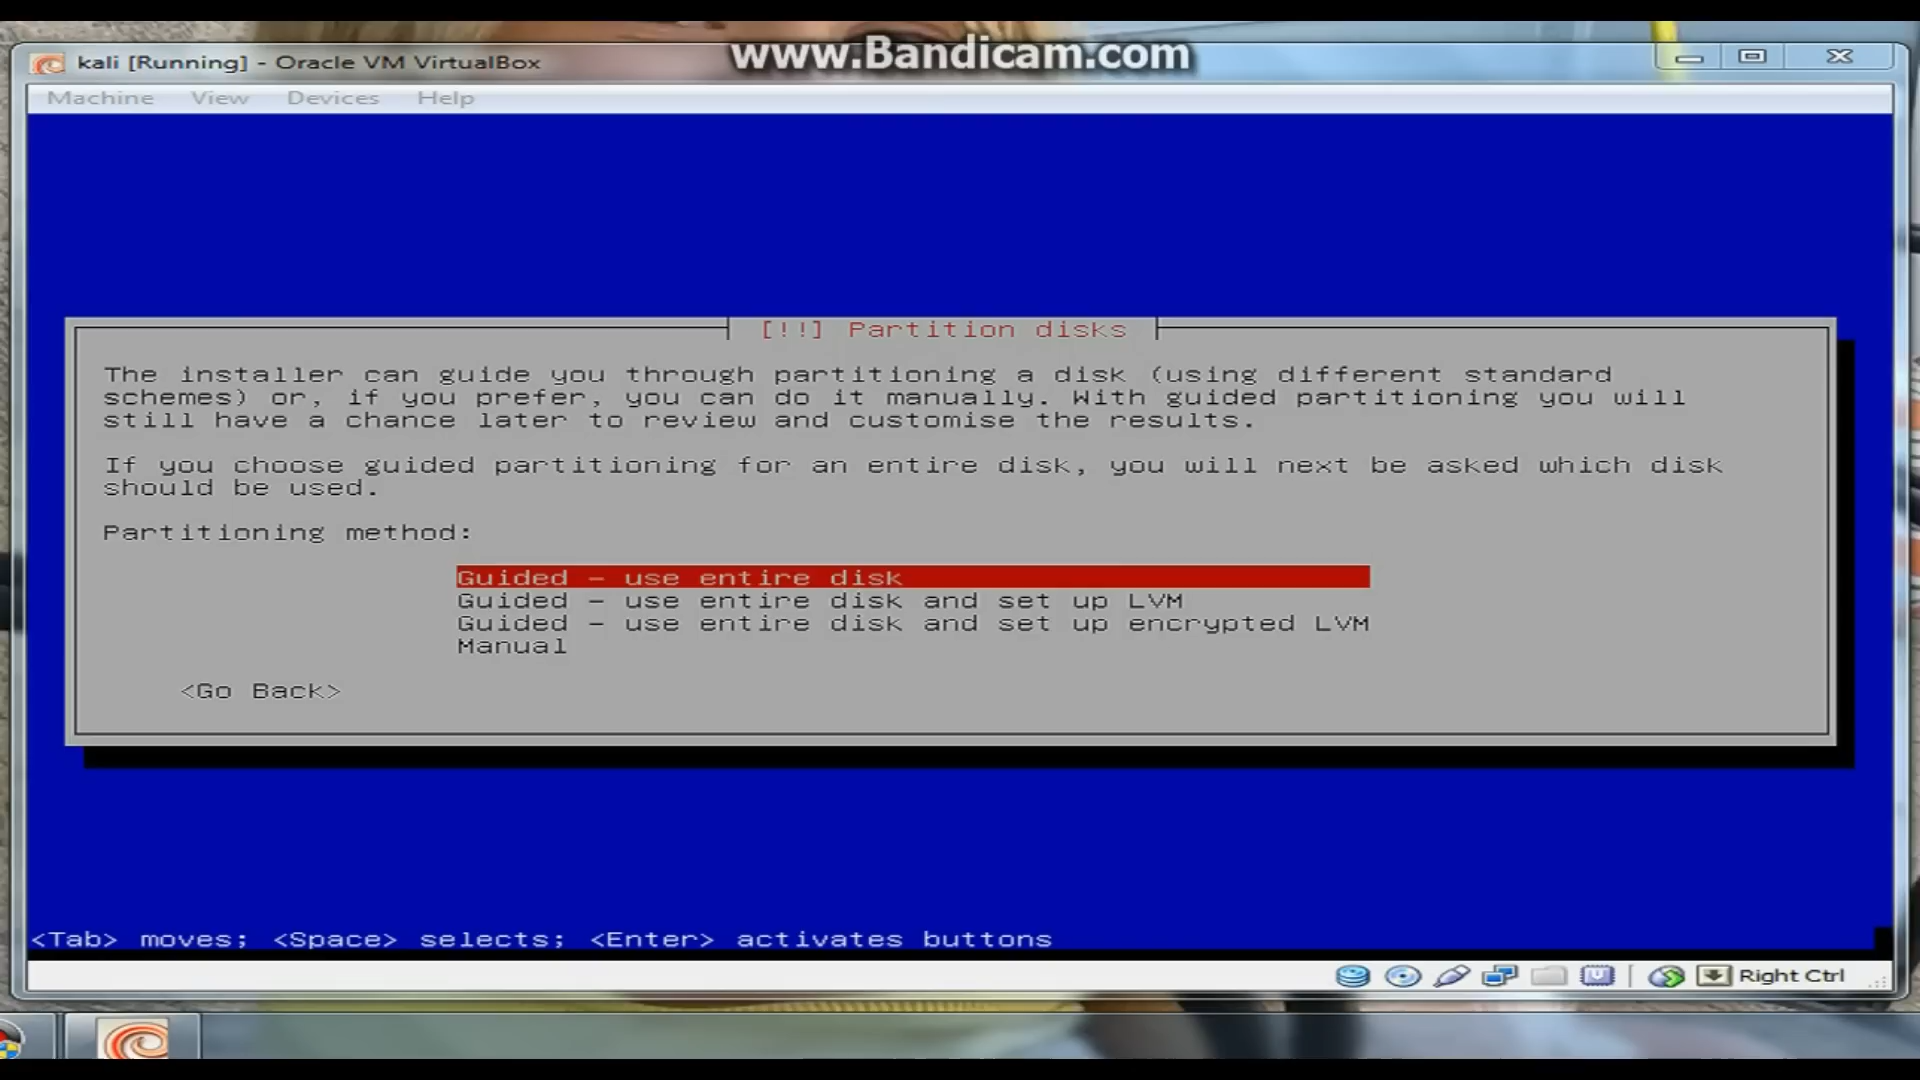 www.Bandicam.com
kali [Running] - Oracle VM VirtualBox
Machine View Devices Help
[!!] Partition disks
The installer can guide you through partitioning a disk (using different standard
schemes) or, if you prefer, you can do it manually. With guided partitioning you will
still have a chance later to review and customise the results.
If you choose guided partitioning for an entire disk, you will next be asked which disk
should be used.
Partitioning method:
Guided - use entire disk
Guided - use entire disk and set up LVM
Guided - use entire disk and set up encrypted LVM
Manual
<Go Back>
<Tab> moves; <Space> selects; <Enter> activates buttons
Right Ctrl